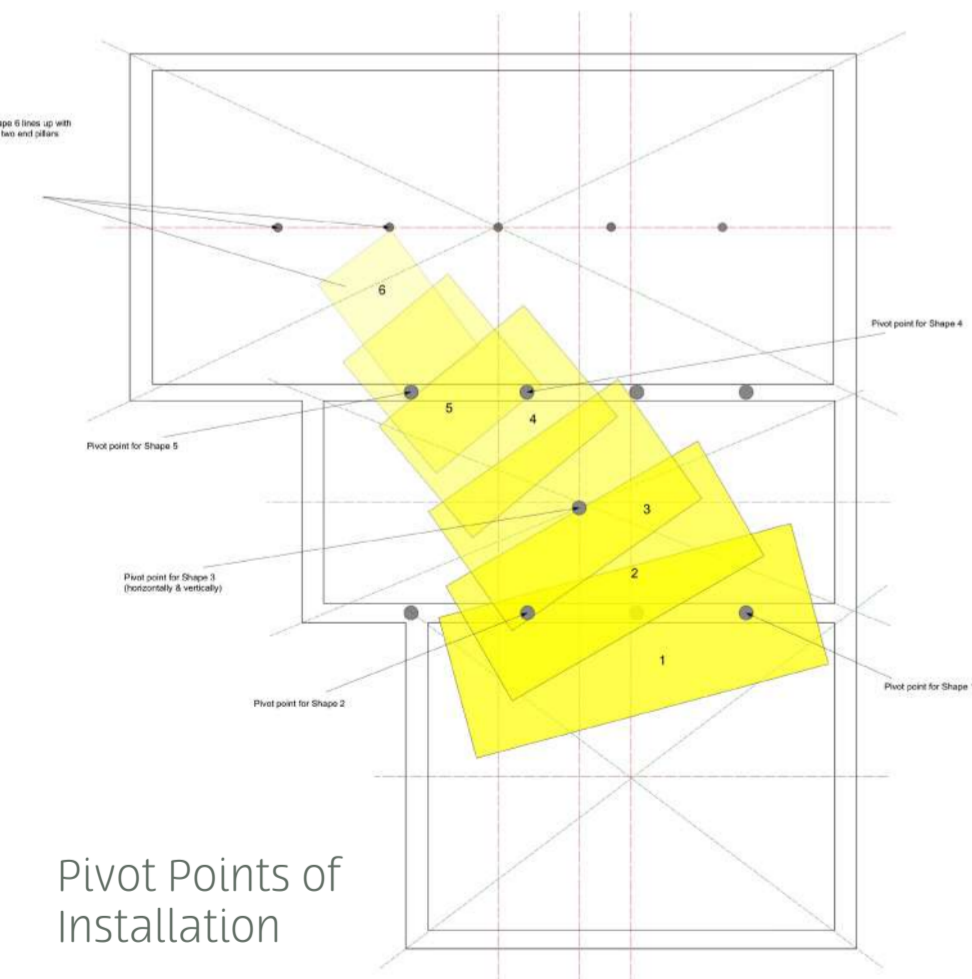 ape 6 lines up with
two end pillars
6
Pivot point for Shape 4
5
4
Pivot point for Shape 5
3
2
Pivot point for Shape 3
(horizontally & vertically)
1
Pivot point for Shape
Pivot point for Shape 2
Pivot Points of
Installation